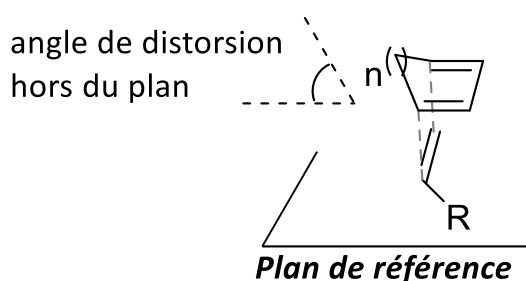 angle de distorsion
hors du plan
n( )
R
Plan de référence